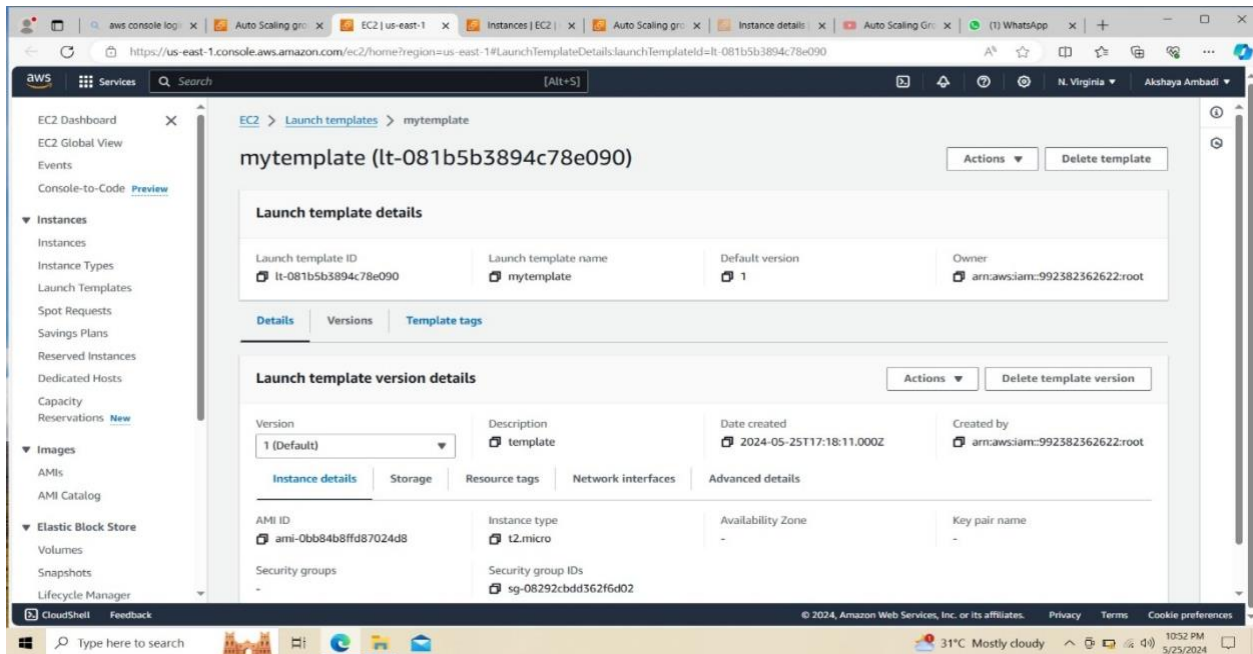 aws console logi
Auto Scaling gro
EC2 | us-east-1
Instances | EC2 |
Auto Scaling gro
Instance details |
Auto Scaling Gr
(1) WhatsApp
https://us-east-1.console.aws.amazon.com/ec2/home?region=us-east-1#LaunchTemplateDetails:launchTemplateId=lt-081b5b3894c78e090
aws Services Search [Alt+S] N. Virginia Akshaya Ambadi
EC2 Dashboard
EC2 Global View
Events
Console-to-Code Preview
Instances
Instances
Instance Types
Launch Templates
Spot Requests
Savings Plans
Reserved Instances
Dedicated Hosts
Capacity
Reservations New
Images
AMIs
AMI Catalog
Elastic Block Store
Volumes
Snapshots
Lifecycle Manager
EC2 > Launch templates > mytemplate
mytemplate (lt-081b5b3894c78e090)
Actions Delete template
Launch template details
Launch template ID Launch template name Default version Owner
lt-081b5b3894c78e090 mytemplate 1 arn:aws:iam::992382362622:root
Details Versions Template tags
Launch template version details
Actions Delete template version
Version Description Date created Created by
1 (Default) template 2024-05-25T17:18:11.000Z arn:aws:iam::992382362622:root
Instance details Storage Resource tags Network interfaces Advanced details
AMI ID Instance type Availability Zone Key pair name
ami-0bb84b8ffd87024d8 t2.micro - -
Security groups Security group IDs
- sg-08292cbdd362f6d02
CloudShell Feedback © 2024, Amazon Web Services, Inc. or its affiliates. Privacy Terms Cookie preferences
Type here to search 31°C Mostly cloudy 10:52 PM
5/25/2024